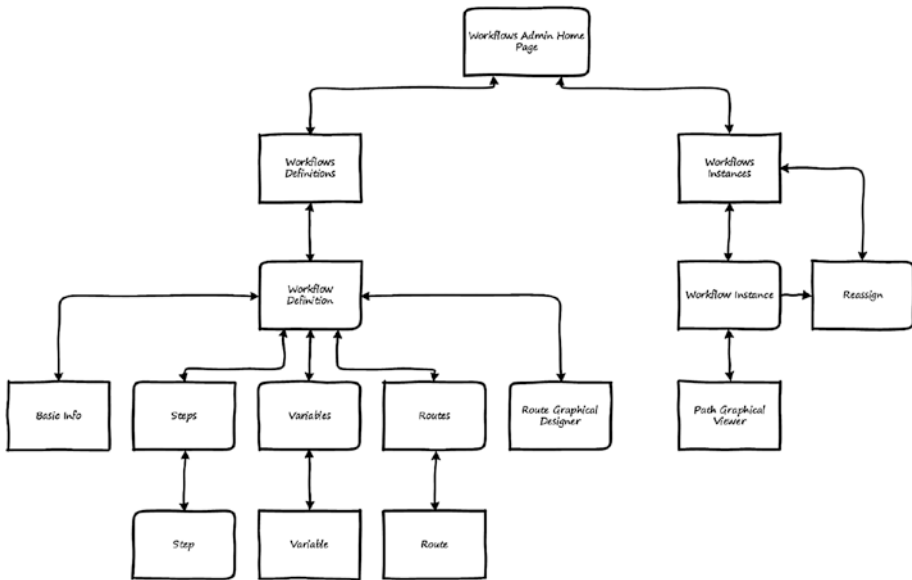 Workflows Admin Home
Page
Workflows
Definitions
Workflows
Instances
Workflow
Definition
Workflow Instance
Reassign
Basic Info
Steps
Variables
Routes
Route Graphical
Designer
Path Graphical
Viewer
Step
Variable
Route